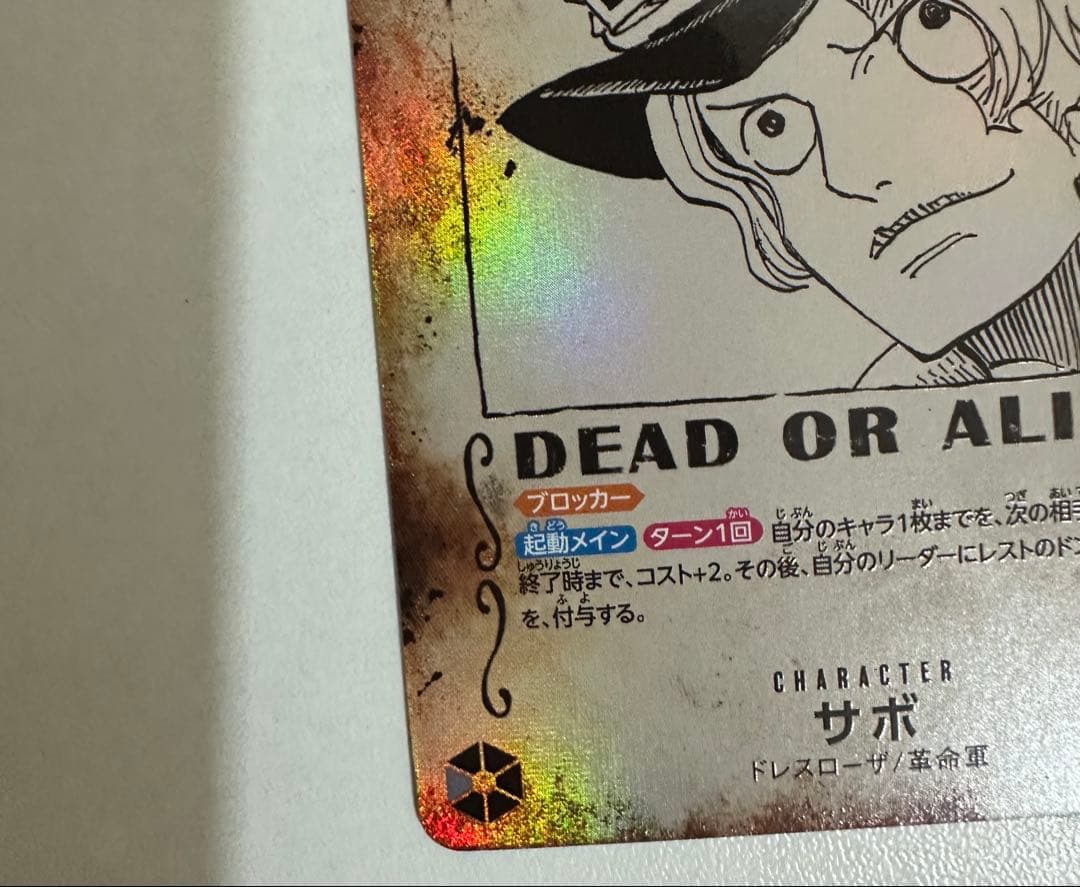 DEAD OR ALI
ブロッカー
起動メイン ターン1回 自分のキャラ1枚までを、次の相手
終了時まで、コスト+2。その後、自分のリーダーにレストのドン
を、付与する。
CHARACTER
サボ
ドレスローザ/革命軍